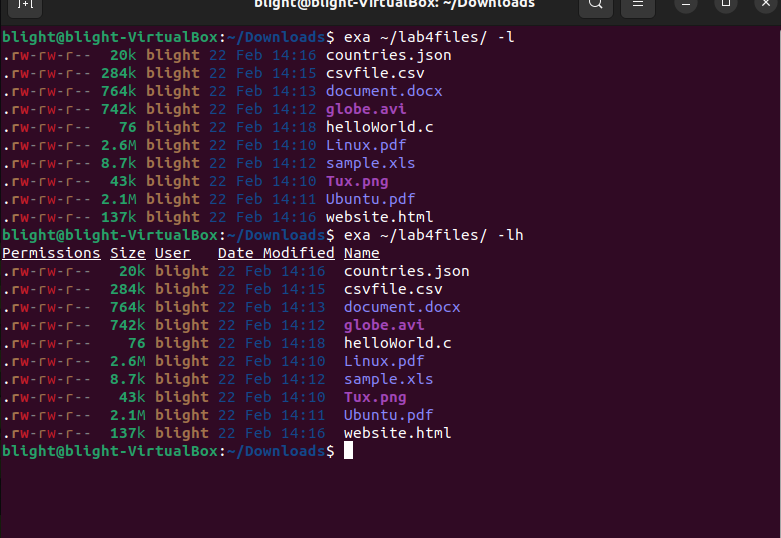 blight@blight-VirtualBox: ~/Downloads
blight@blight-VirtualBox:~/Downloads$ exa ~/lab4files/ -l
.rw-rw-r-- 20k blight 22 Feb 14:16 countries.json
.rw-rw-r-- 284k blight 22 Feb 14:15 csvfile.csv
.rw-rw-r-- 764k blight 22 Feb 14:13 document.docx
.rw-rw-r-- 742k blight 22 Feb 14:12 globe.avi
.rw-rw-r-- 76 blight 22 Feb 14:18 helloWorld.c
.rw-rw-r-- 2.6M blight 22 Feb 14:10 Linux.pdf
.rw-rw-r-- 8.7k blight 22 Feb 14:12 sample.xls
.rw-rw-r-- 43k blight 22 Feb 14:10 Tux.png
.rw-rw-r-- 2.1M blight 22 Feb 14:11 Ubuntu.pdf
.rw-rw-r-- 137k blight 22 Feb 14:16 website.html
blight@blight-VirtualBox:~/Downloads$ exa ~/lab4files/ -lh
Permissions Size User Date Modified Name
.rw-rw-r-- 20k blight 22 Feb 14:16 countries.json
.rw-rw-r-- 284k blight 22 Feb 14:15 csvfile.csv
.rw-rw-r-- 764k blight 22 Feb 14:13 document.docx
.rw-rw-r-- 742k blight 22 Feb 14:12 globe.avi
.rw-rw-r-- 76 blight 22 Feb 14:18 helloWorld.c
.rw-rw-r-- 2.6M blight 22 Feb 14:10 Linux.pdf
.rw-rw-r-- 8.7k blight 22 Feb 14:12 sample.xls
.rw-rw-r-- 43k blight 22 Feb 14:10 Tux.png
.rw-rw-r-- 2.1M blight 22 Feb 14:11 Ubuntu.pdf
.rw-rw-r-- 137k blight 22 Feb 14:16 website.html
blight@blight-VirtualBox:~/Downloads$